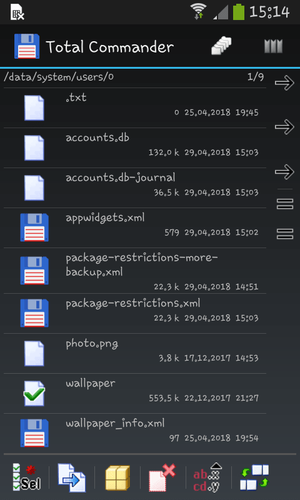 15:14
Total Commander
/data/system/users/0 1/9
.txt
0 25.04.2018 19:45
accounts.db
132,0 k 29.04.2018 15:03
accounts.db-journal
36,5 k 29.04.2018 15:03
appwidgets.xml
579 29.04.2018 15:02
package-restrictions-more-
backup.xml
22,3 k 29.04.2018 14:51
package-restrictions.xml
22,3 k 29.04.2018 15:03
photo.png
3,8 k 17.12.2017 14:53
wallpaper
553,5 k 22.12.2017 21:27
wallpaper_info.xml
97 25.04.2018 19:54
Sel
ab
cd